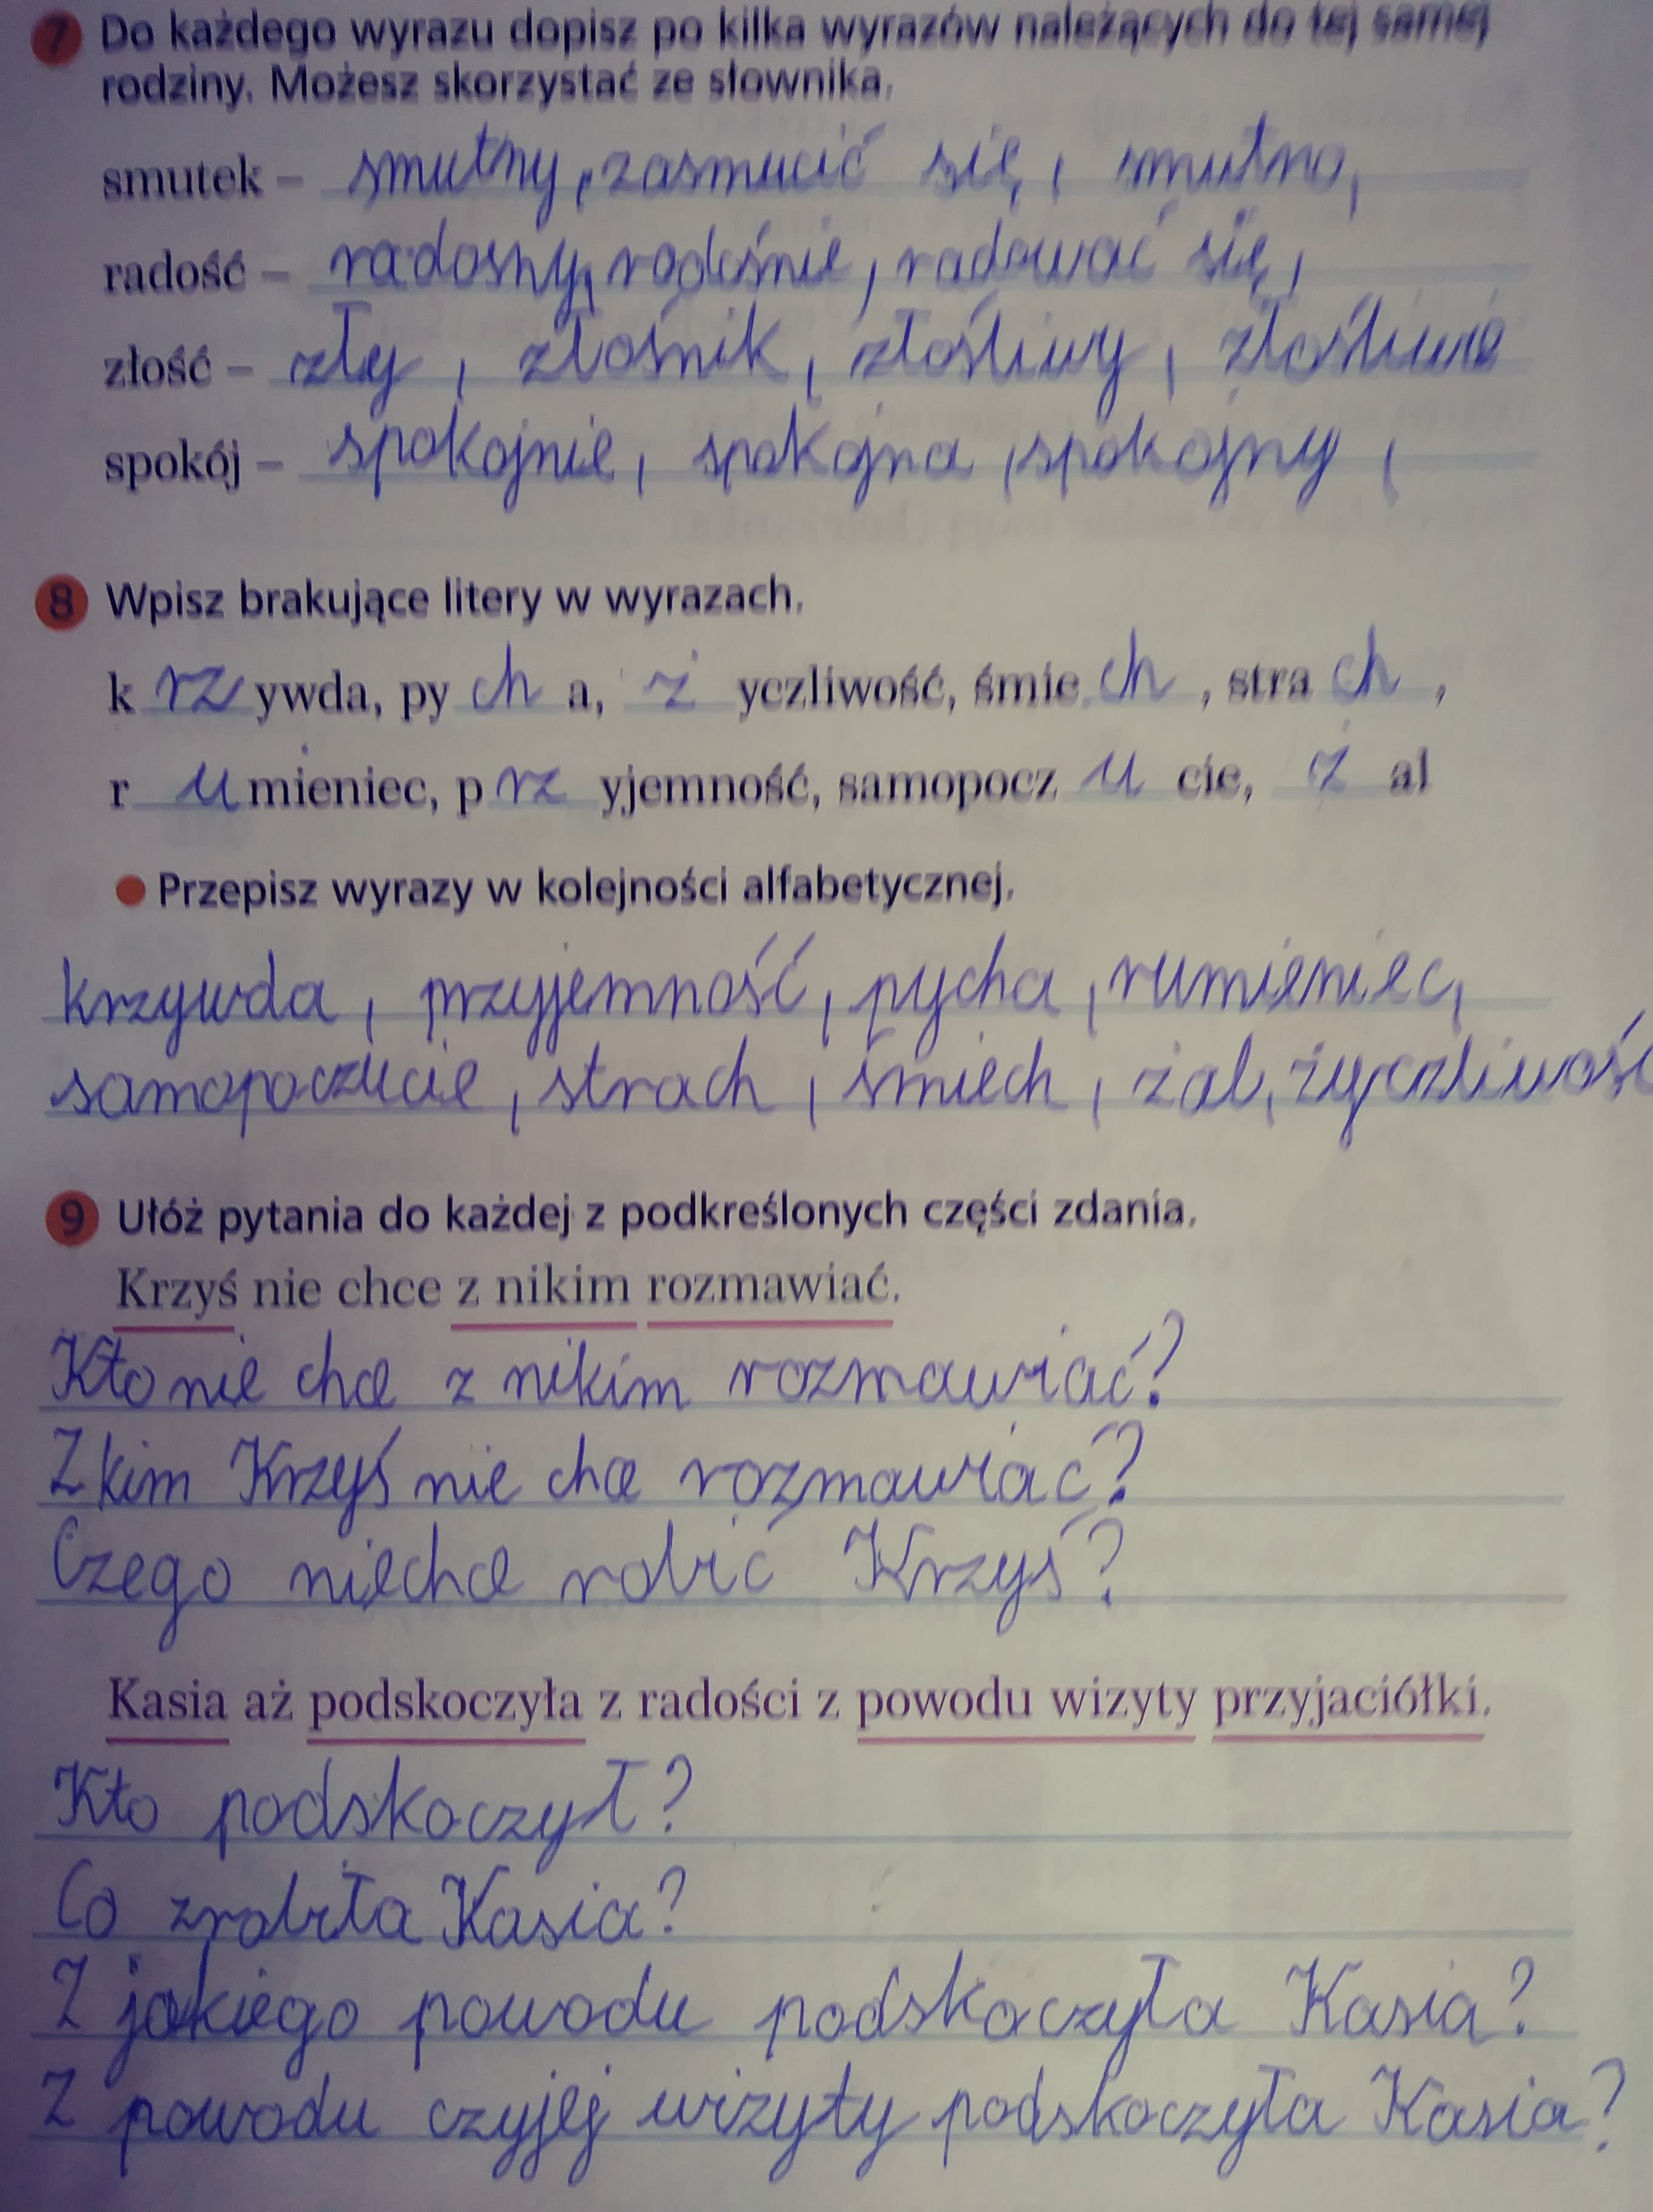 7 Do każdego wyrazu dopisz po kilka wyrazów należących do tej samej
rodziny. Możesz skorzystać ze słownika.
smutek – smutny, zasmucić się, smutno,
radość – radosny, radośnie, radować się,
złość – zły, złośnik, złośliwy, złośliwie
spokój – spokojnie, spokojna, spokojny,
8 Wpisz brakujące litery w wyrazach.
k rz ywda, py ch a, ż yczliwość, śmie ch, stra ch,
r u mieniec, p rz yjemność, samopocz u cie, ż al
• Przepisz wyrazy w kolejności alfabetycznej.
krzywda, przyjemność, pycha, rumieniec,
samopoczucie, strach, śmiech, żal, życzliwość
9 Ułóż pytania do każdej z podkreślonych części zdania.
Krzyś nie chce z nikim rozmawiać.
Kto nie chce z nikim rozmawiać?
Z kim Krzyś nie chce rozmawiać?
Czego niechce robić Krzyś?
Kasia aż podskoczyła z radości z powodu wizyty przyjaciółki.
Kto podskoczył?
Co zrobiła Kasia?
Z jakiego powodu podskoczyła Kasia?
Z powodu czyjej wizyty podskoczyła Kasia?